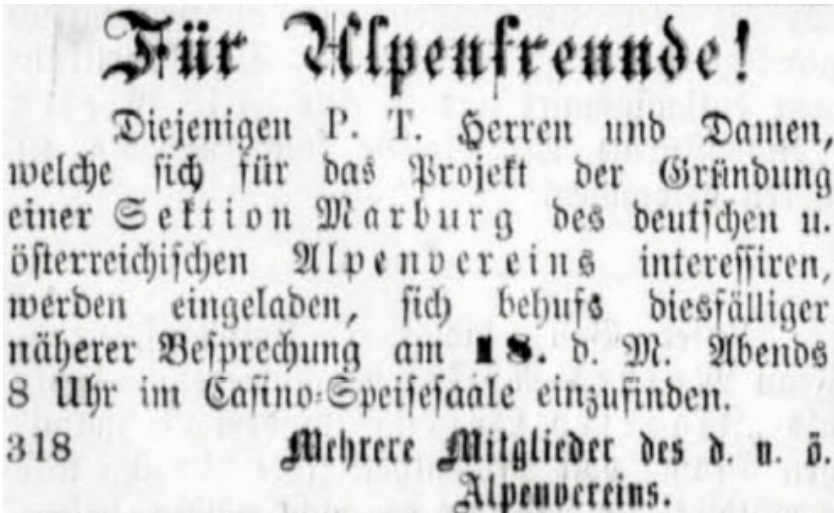 Für Alpenfreunde!
Diejenigen P. T. Herren und Damen,
welche sich für das Projekt der Gründung
einer Sektion Marburg des deutschen u.
österreichischen Alpenvereins interessiren,
werden eingeladen, sich behufs diesfälliger
näherer Besprechung am 18. d. M. Abends
8 Uhr im Casino-Speisesaale einzufinden.
318 Mehrere Mitglieder des d. u. ö.
Alpenvereins.